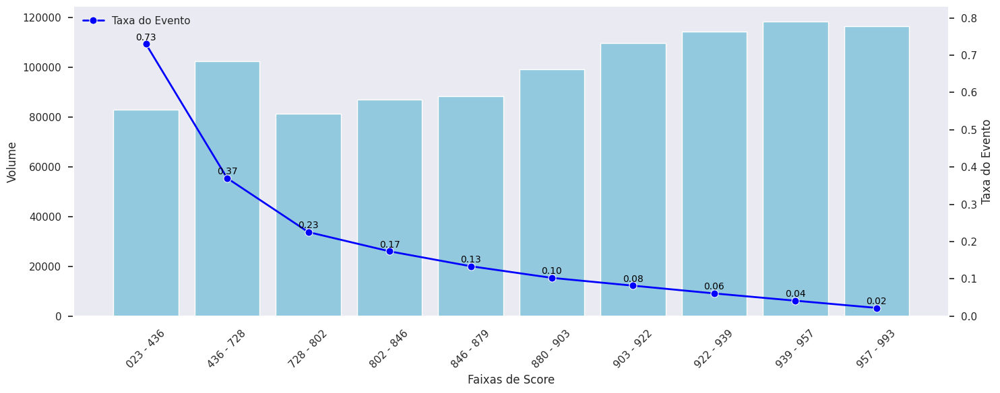 Taxa do Evento
120000
100000
80000
60000
40000
20000
0
Volume
0.73
0.37
0.23
0.17
0.13
0.10
0.08
0.06
0.04
0.02
0.8
0.7
0.6
0.5
0.4
0.3
0.2
0.1
0.0
Taxa do Evento
023 - 436
436 - 728
728 - 802
802 - 846
846 - 879
880 - 903
903 - 922
922 - 939
939 - 957
957 - 993
Faixas de Score